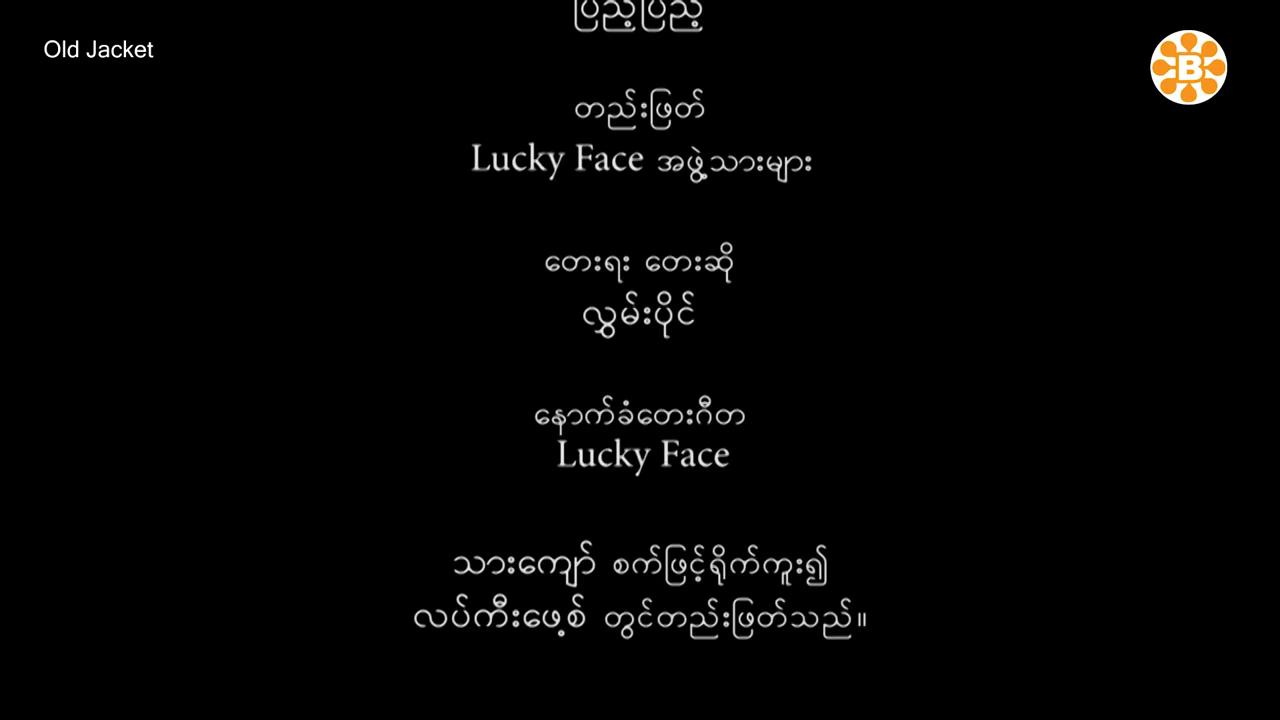 ပြည့်ပြည့်
Old Jacket
B
တည်းဖြတ်
Lucky Face အဖွဲ့သားများ
တေးရး တေးဆို
လွှမ်းပိုင်
နောက်ခံတေးဂီတ
Lucky Face
သားကျော် စက်ဖြင့်ရိုက်ကူး၍
လပ်ကီးဖေ့စ် တွင်တည်းဖြတ်သည်။